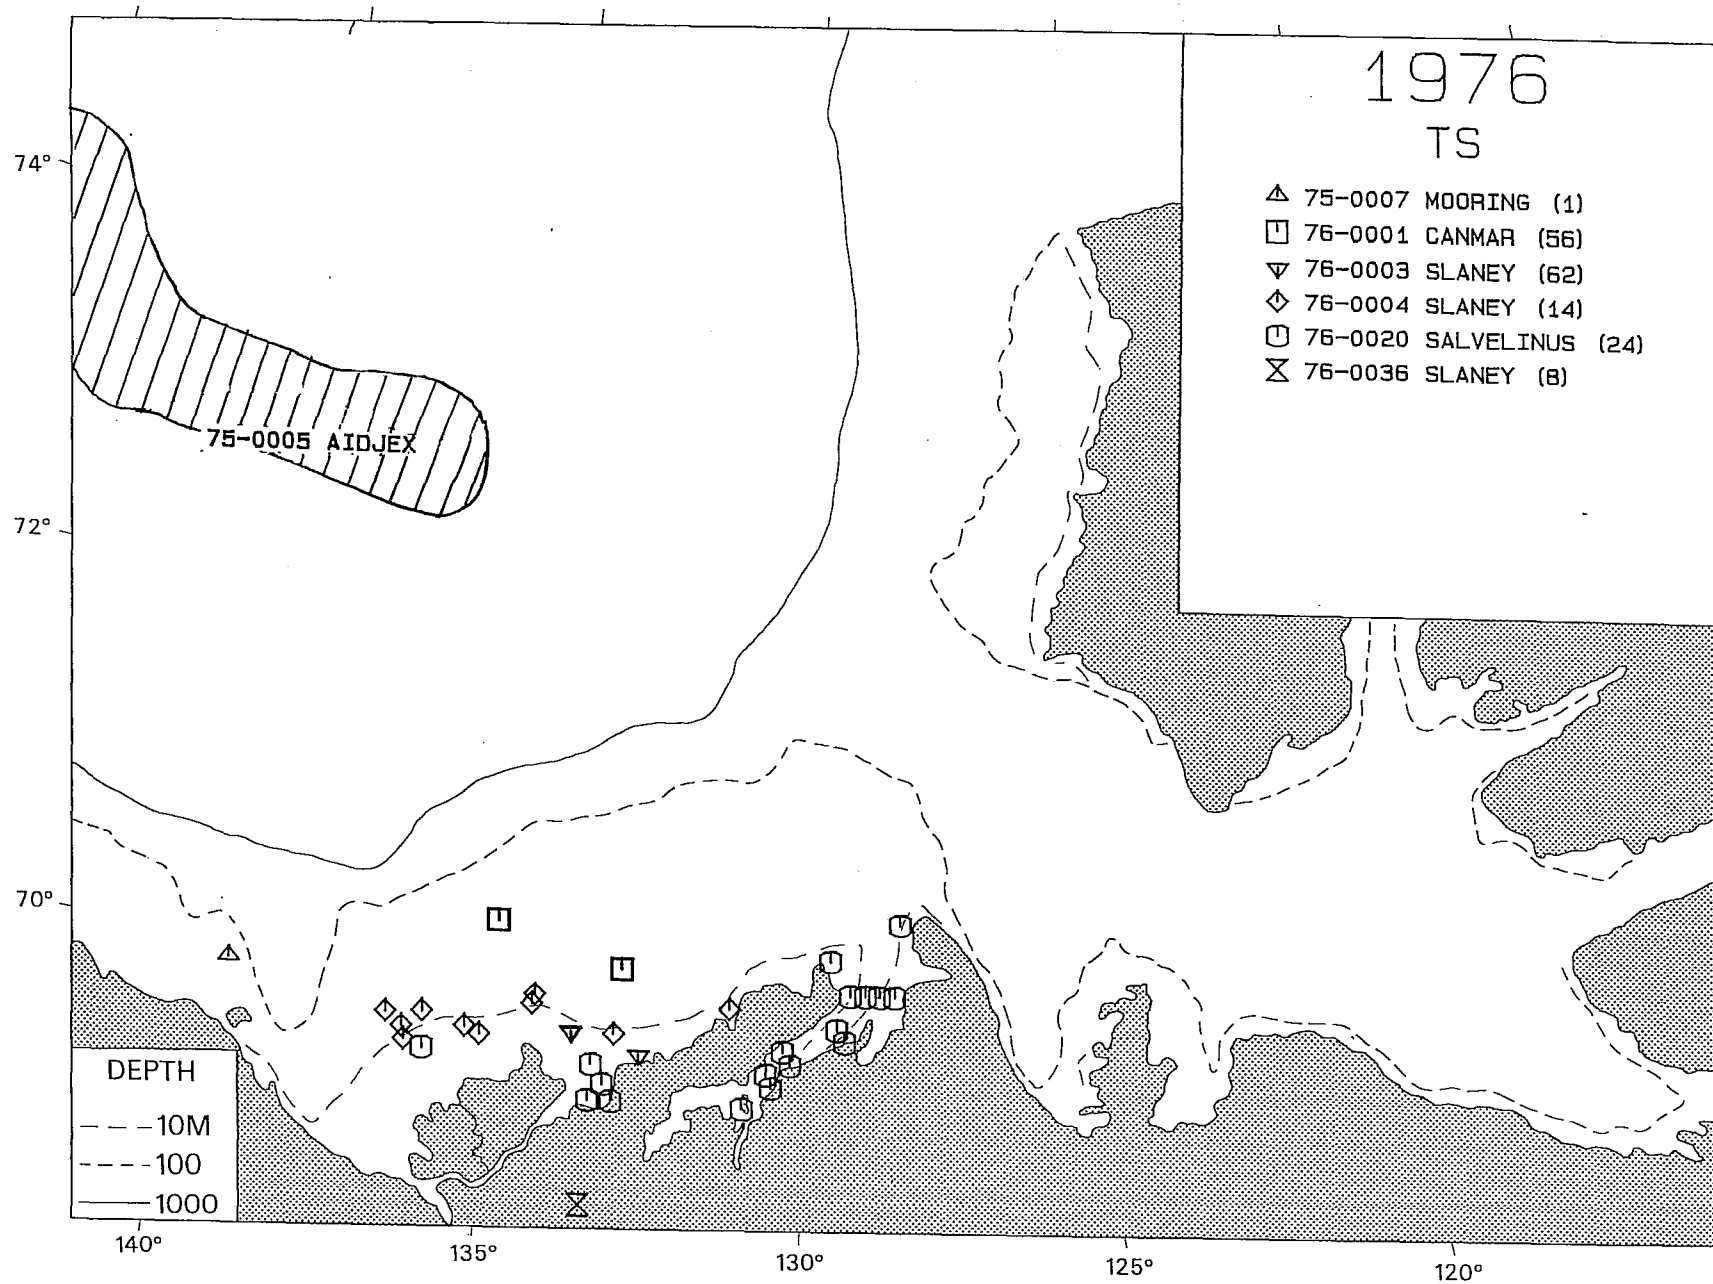 1976
TS
75-0007 MOORING (1)
76-0001 CANMAR (56)
76-0003 SLANEY (62)
76-0004 SLANEY (14)
76-0020 SALVELINUS (24)
76-0036 SLANEY (8)
74°
75-0005 AIDJEX
72°
70°
DEPTH
10M
100
1000
140°
135°
130°
125°
120°